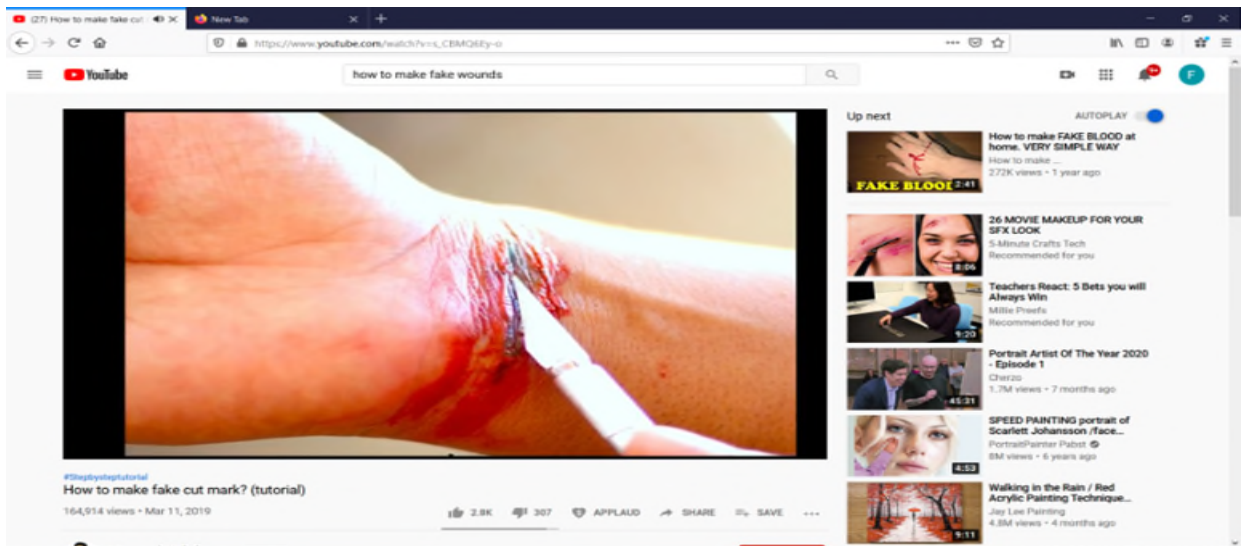 (27) How to make fake cut
New Tab
https://www.youtube.com/watch?v=s_CBMQ6Ey-o
YouTube
how to make fake wounds
9+
F
Up next
AUTOPLAY
FAKE BLOOD
2:41
How to make FAKE BLOOD at
home. VERY SIMPLE WAY
How to make ...
272K views • 1 year ago
8:06
26 MOVIE MAKEUP FOR YOUR
SFX LOOK
5-Minute Crafts Tech
Recommended for you
9:20
Teachers React: 5 Bets you will
Always Win
Millie Preefs
Recommended for you
45:31
Portrait Artist Of The Year 2020
- Episode 1
Cherzo
1.7M views • 7 months ago
4:53
SPEED PAINTING portrait of
Scarlett Johansson /face...
PortraitPainter Pabst
8M views • 6 years ago
9:11
Walking in the Rain / Red
Acrylic Painting Technique...
Jay Lee Painting
4.8M views • 4 months ago
#Stepbysteptutorial
How to make fake cut mark? (tutorial)
164,914 views • Mar 11, 2019
2.8K
307
APPLAUD
SHARE
SAVE